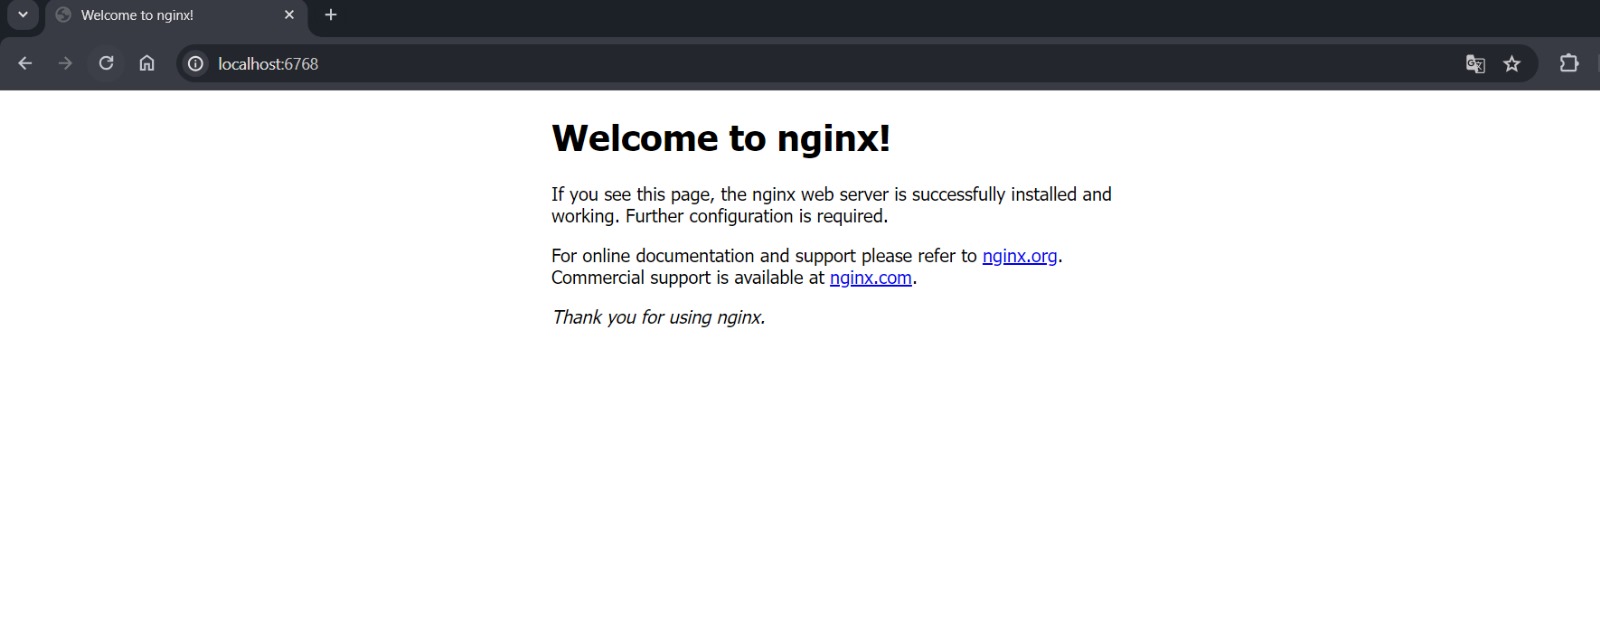 Welcome to nginx!
localhost:6768
Welcome to nginx!
If you see this page, the nginx web server is successfully installed and
working. Further configuration is required.
For online documentation and support please refer to nginx.org.
Commercial support is available at nginx.com.
Thank you for using nginx.